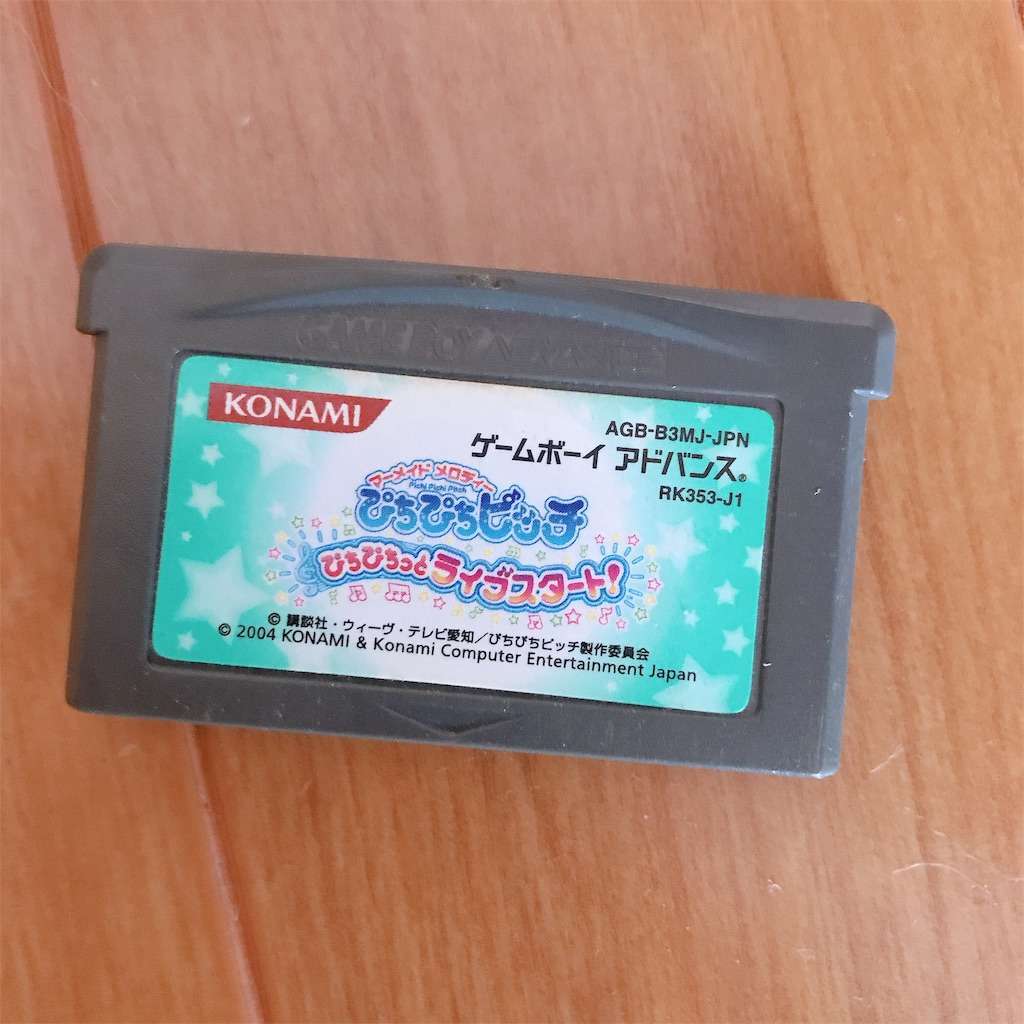 GAME BOY ADVANCE
KONAMI
AGB-B3MJ-JPN
ゲームボーイ アドバンス®
RK353-J1
マーメイド メロディー
Pichi Pichi Pitch
ぴちぴちピッチ
ぴちぴちっと ライブスタート!
© 講談社・ウィーヴ・テレビ愛知／ぴちぴちピッチ製作委員会
© 2004 KONAMI & Konami Computer Entertainment Japan